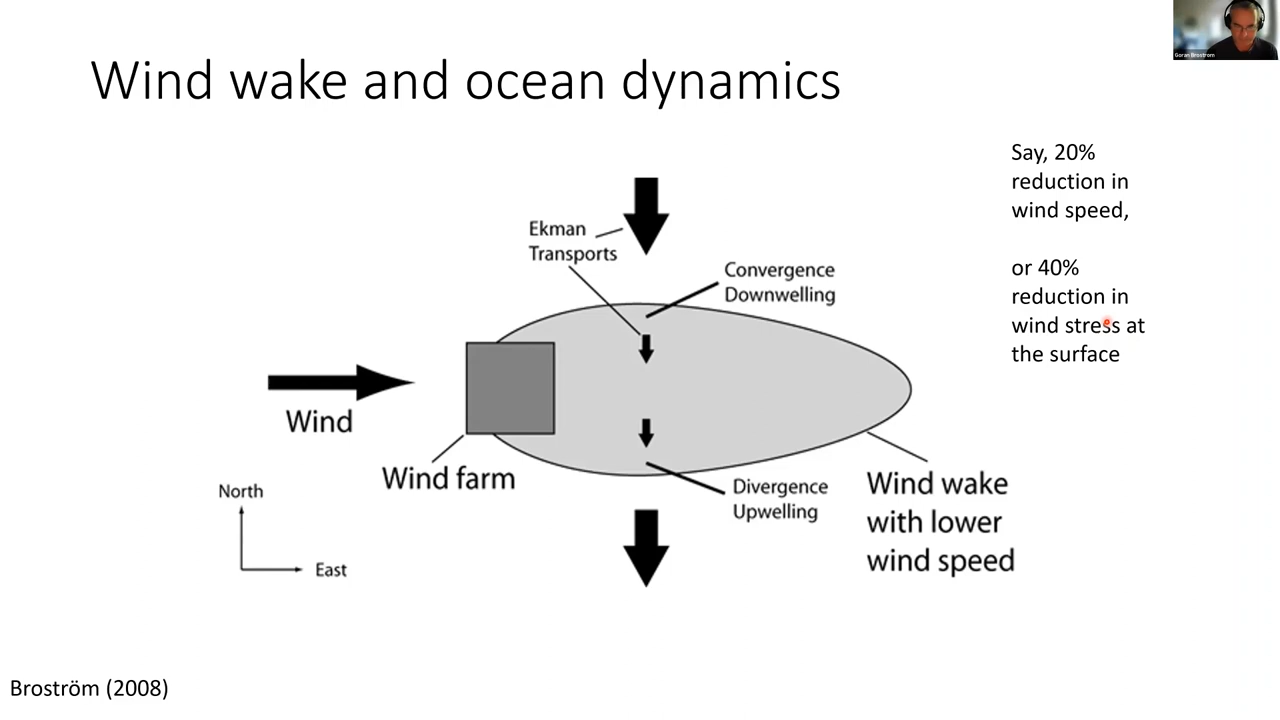 Goran Brostrom
Wind wake and ocean dynamics
Say, 20%
reduction in
wind speed,
or 40%
reduction in
wind stress at
the surface
Ekman
Transports
Convergence
Downwelling
Wind
Wind farm
North
East
Divergence
Upwelling
Wind wake
with lower
wind speed
Broström (2008)